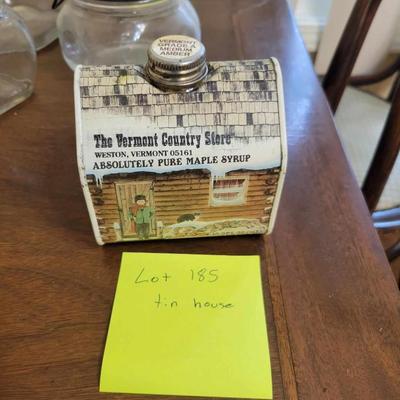 VERMONT
GRADE A
MEDIUM
AMBER
The Vermont Country Store
WESTON, VERMONT 05161
ABSOLUTELY PURE MAPLE SYRUP
Lot 185
tin house